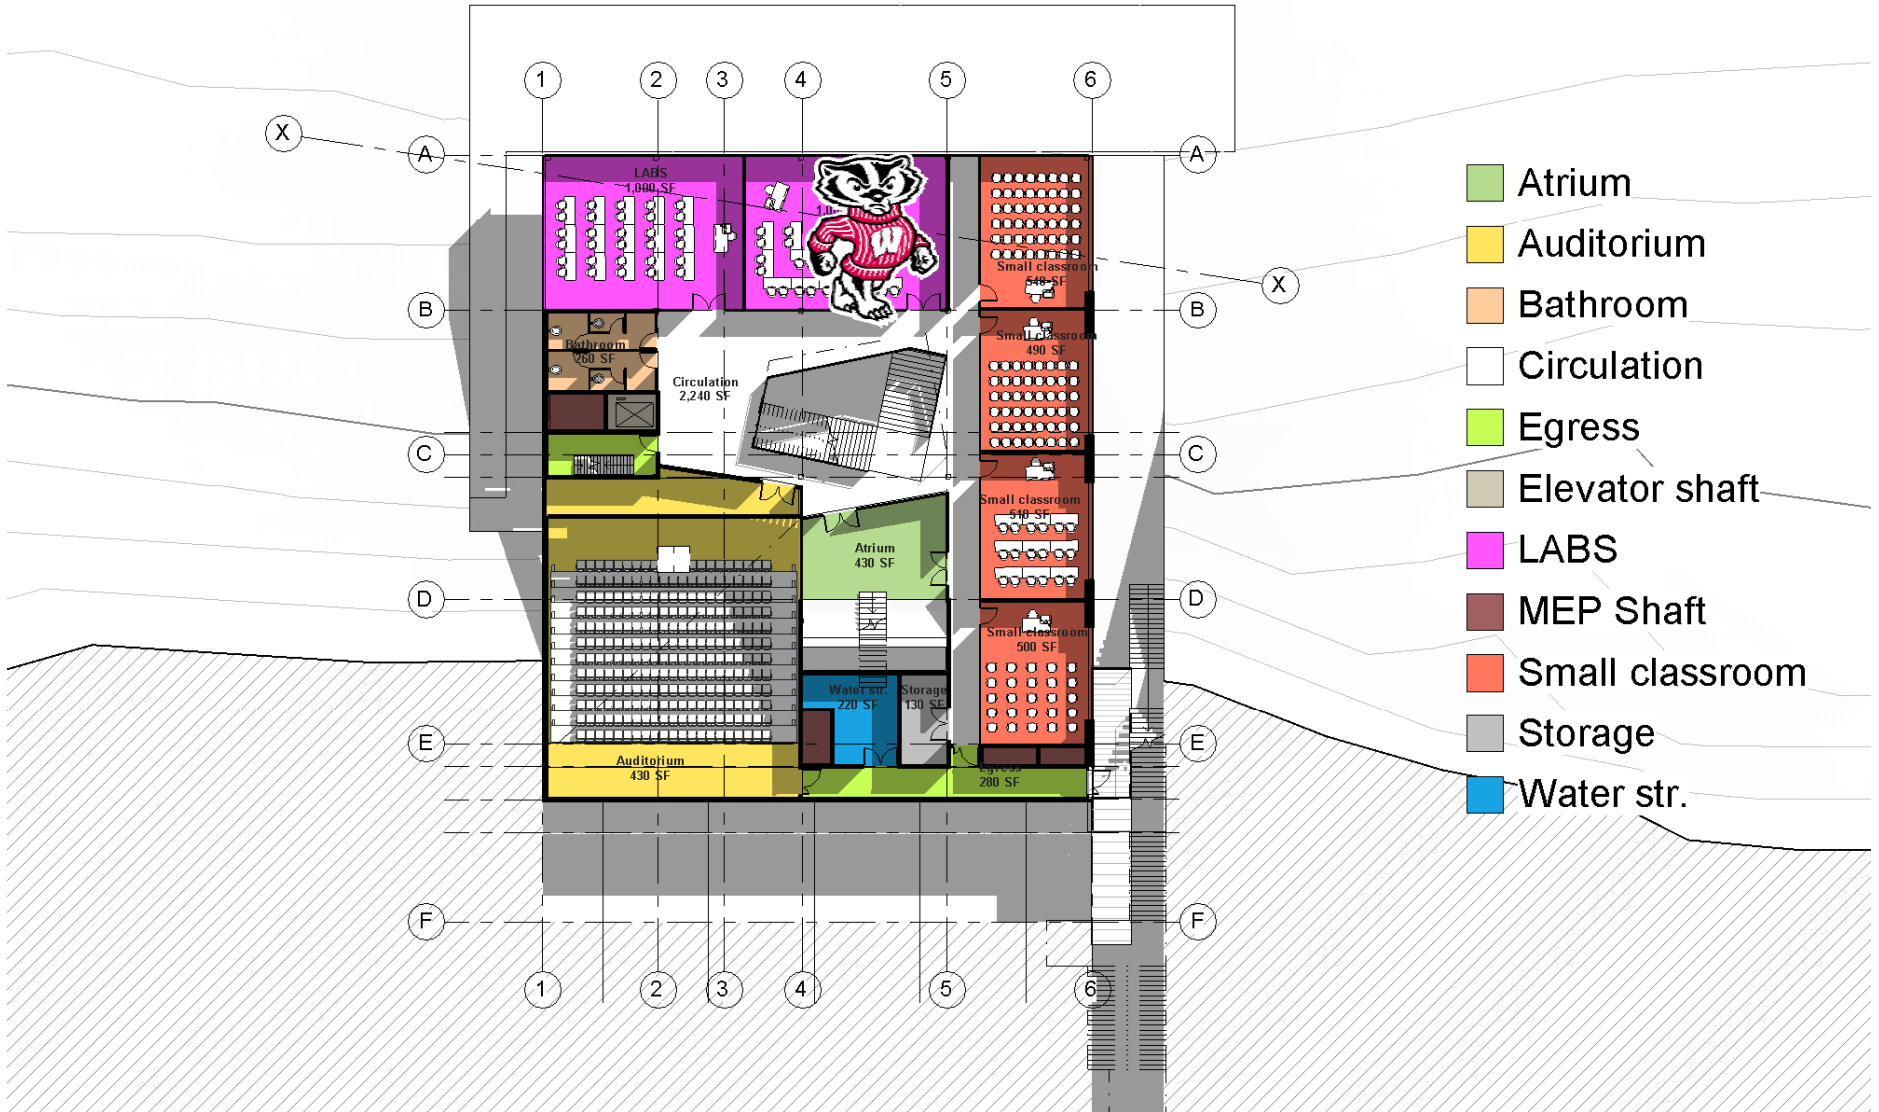 1
2
3
4
5
6
X
A
A
LABS
1,000 SF
W
Small classroom
548 SF
X
B
B
Small classroom
490 SF
Bathroom
260 SF
Circulation
2,240 SF
C
C
Small classroom
510 SF
Atrium
430 SF
D
D
Small classroom
500 SF
Water str.
220 SF
Storage
130 SF
E
E
Auditorium
430 SF
Egress
280 SF
F
F
1
2
3
4
5
6
Atrium
Auditorium
Bathroom
Circulation
Egress
Elevator shaft
LABS
MEP Shaft
Small classroom
Storage
Water str.